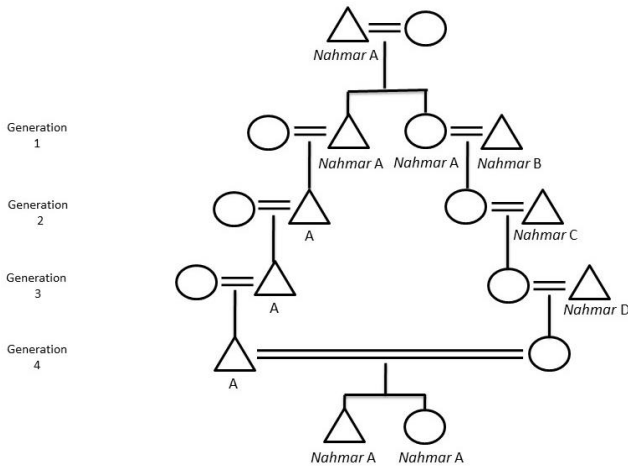 Nahmar A
Generation
1
Nahmar A
Nahmar A
Nahmar B
Generation
2
A
Nahmar C
Generation
3
A
Nahmar D
Generation
4
A
Nahmar A
Nahmar A